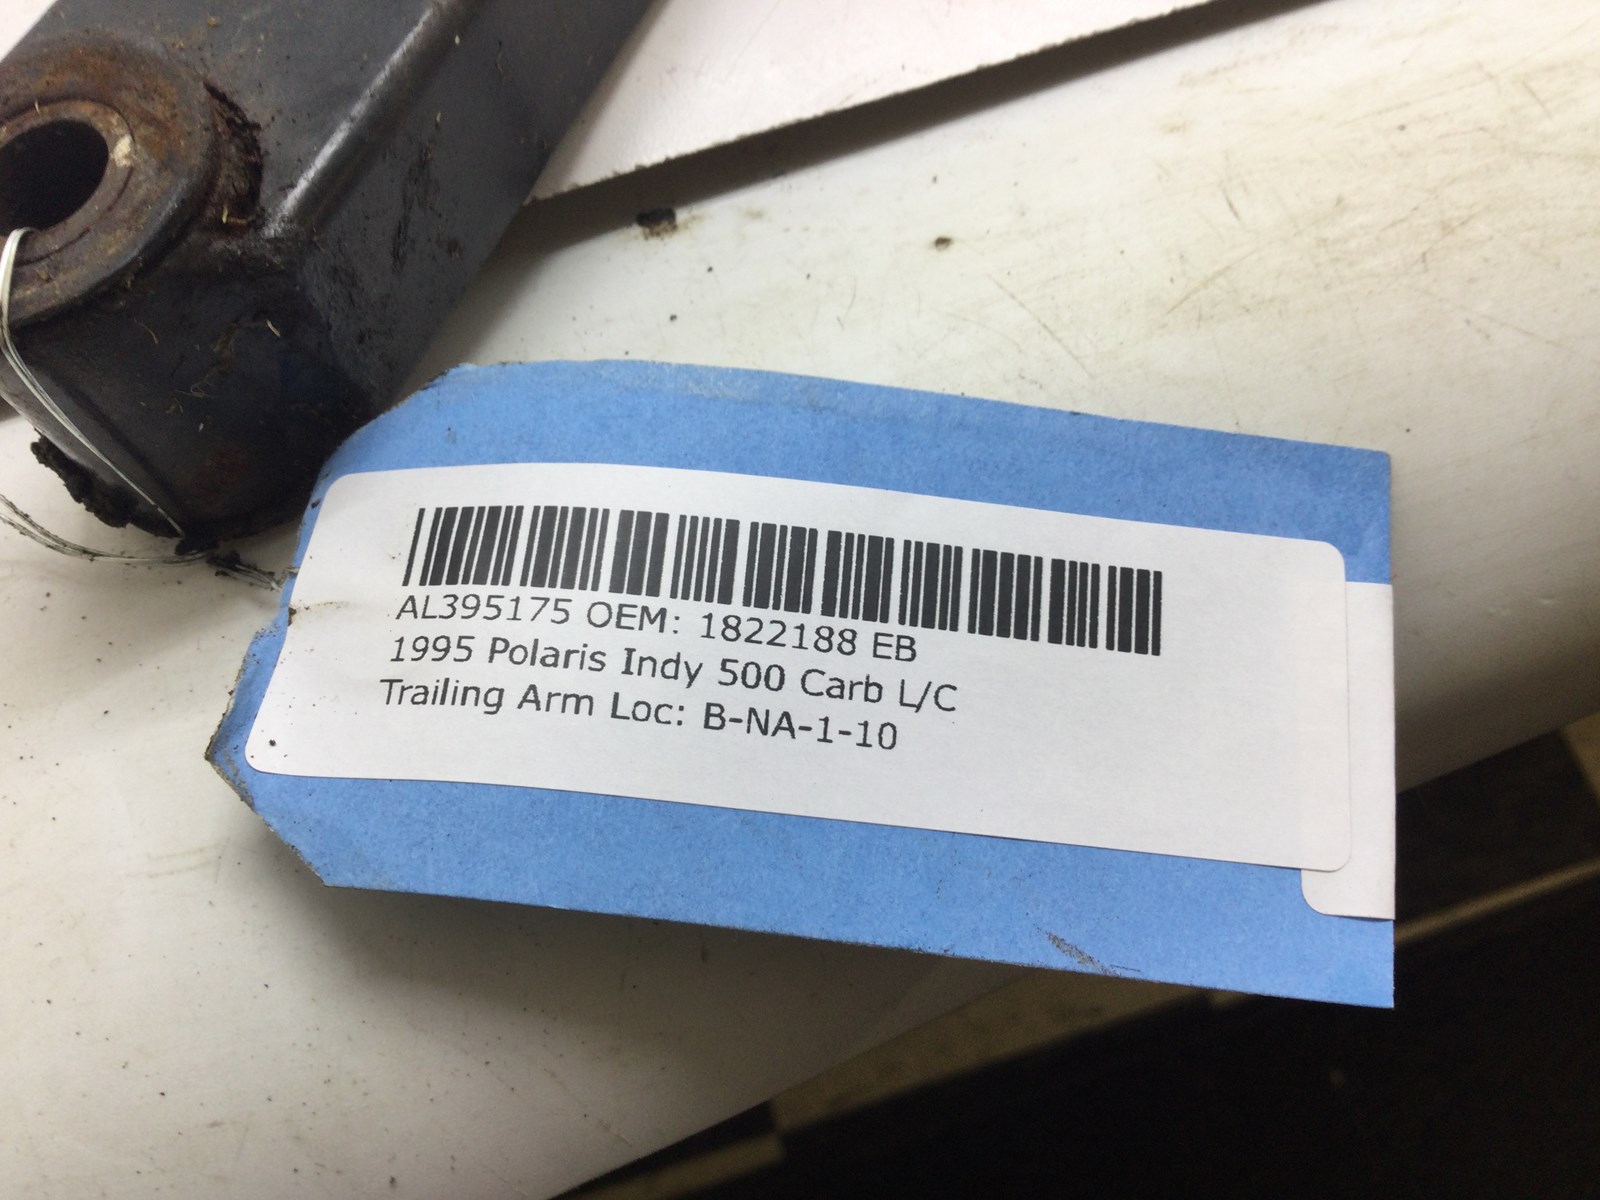 AL395175 OEM: 1822188 EB
1995 Polaris Indy 500 Carb L/C
Trailing Arm Loc: B-NA-1-10